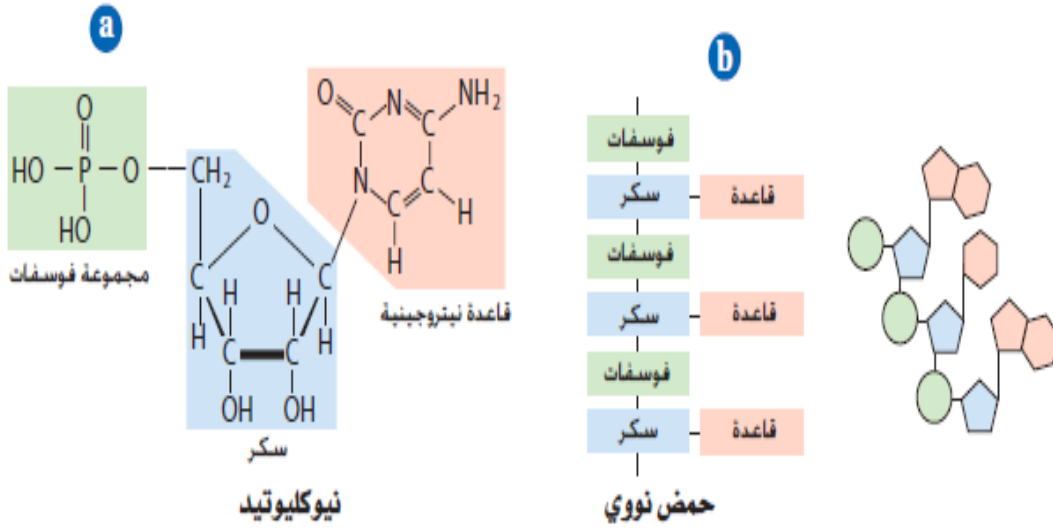 a
O
HO P O CH₂
HO
مجموعة فوسفات
O C N C NH₂
N C C H
H
قاعدة نيتروجينية
O
C H H C
H C C H
OH OH
سكر
نيوكليوتيد
b
فوسفات
سكر قاعدة
فوسفات
سكر قاعدة
فوسفات
سكر قاعدة
حمض نووي